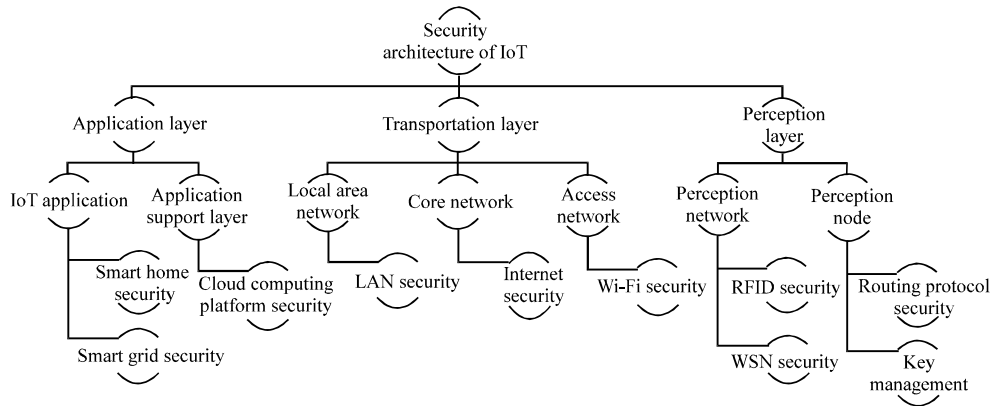 Security
architecture of IoT
Application layer
Transportation layer
Perception
layer
IoT application
Application
support layer
Local area
network
Core network
Access
network
Perception
network
Perception
node
Smart home
security
Cloud computing
platform security
LAN security
Internet
security
Wi-Fi security
RFID security
Routing protocol
security
Smart grid security
WSN security
Key
management